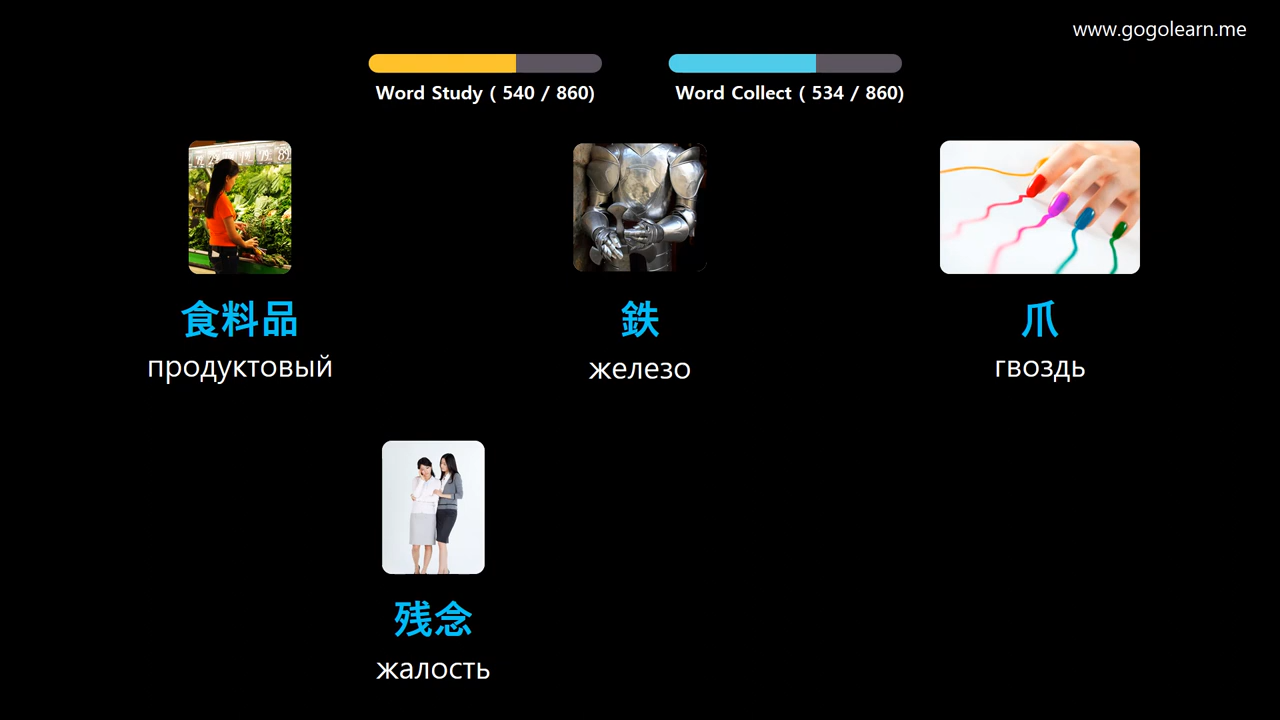 www.gogolearn.me
Word Study ( 540 / 860)
Word Collect ( 534 / 860)
食料品
продуктовый
鉄
железо
爪
гвоздь
残念
жалость